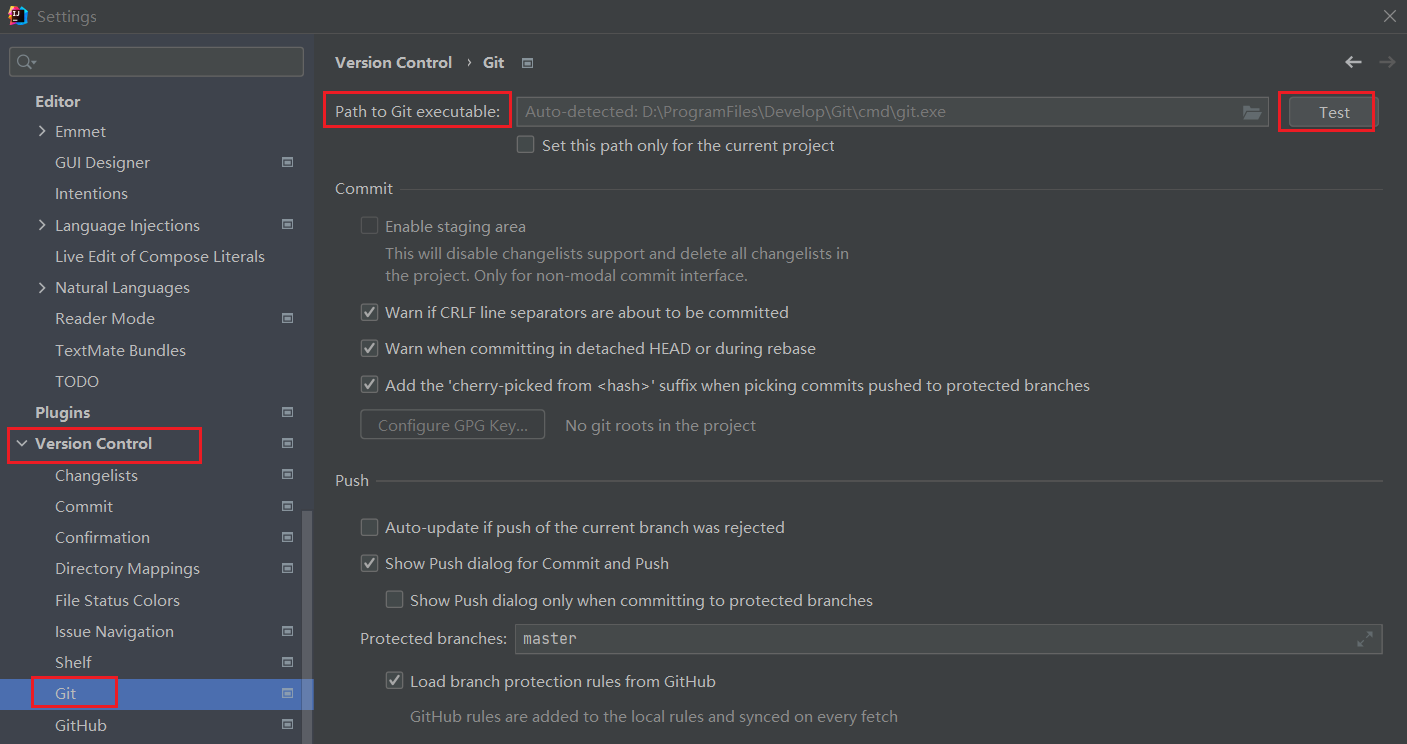 Settings
Editor
Emmet
GUI Designer
Intentions
Language Injections
Live Edit of Compose Literals
Natural Languages
Reader Mode
TextMate Bundles
TODO
Plugins
Version Control
Changelists
Commit
Confirmation
Directory Mappings
File Status Colors
Issue Navigation
Shelf
Git
GitHub
Version Control › Git
Path to Git executable: Auto-detected: D:\ProgramFiles\Develop\Git\cmd\git.exe Test
Set this path only for the current project
Commit
Enable staging area
This will disable changelists support and delete all changelists in
the project. Only for non-modal commit interface.
Warn if CRLF line separators are about to be committed
Warn when committing in detached HEAD or during rebase
Add the 'cherry-picked from <hash>' suffix when picking commits pushed to protected branches
Configure GPG Key... No git roots in the project
Push
Auto-update if push of the current branch was rejected
Show Push dialog for Commit and Push
Show Push dialog only when committing to protected branches
Protected branches: master
Load branch protection rules from GitHub
GitHub rules are added to the local rules and synced on every fetch